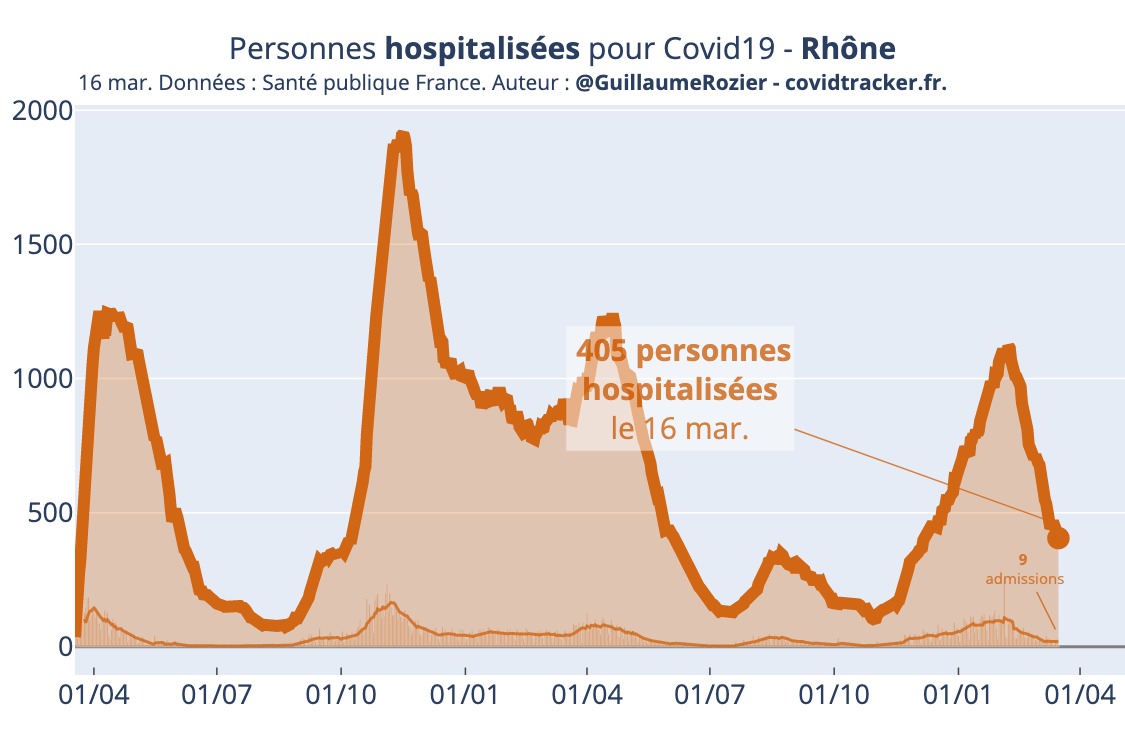 Personnes hospitalisées pour Covid19 - Rhône
16 mar. Données : Santé publique France. Auteur : @GuillaumeRozier - covidtracker.fr.
2000
1500
1000
500
0
405 personnes
hospitalisées
le 16 mar.
9
admissions
01/04 01/07 01/10 01/01 01/04 01/07 01/10 01/01 01/04